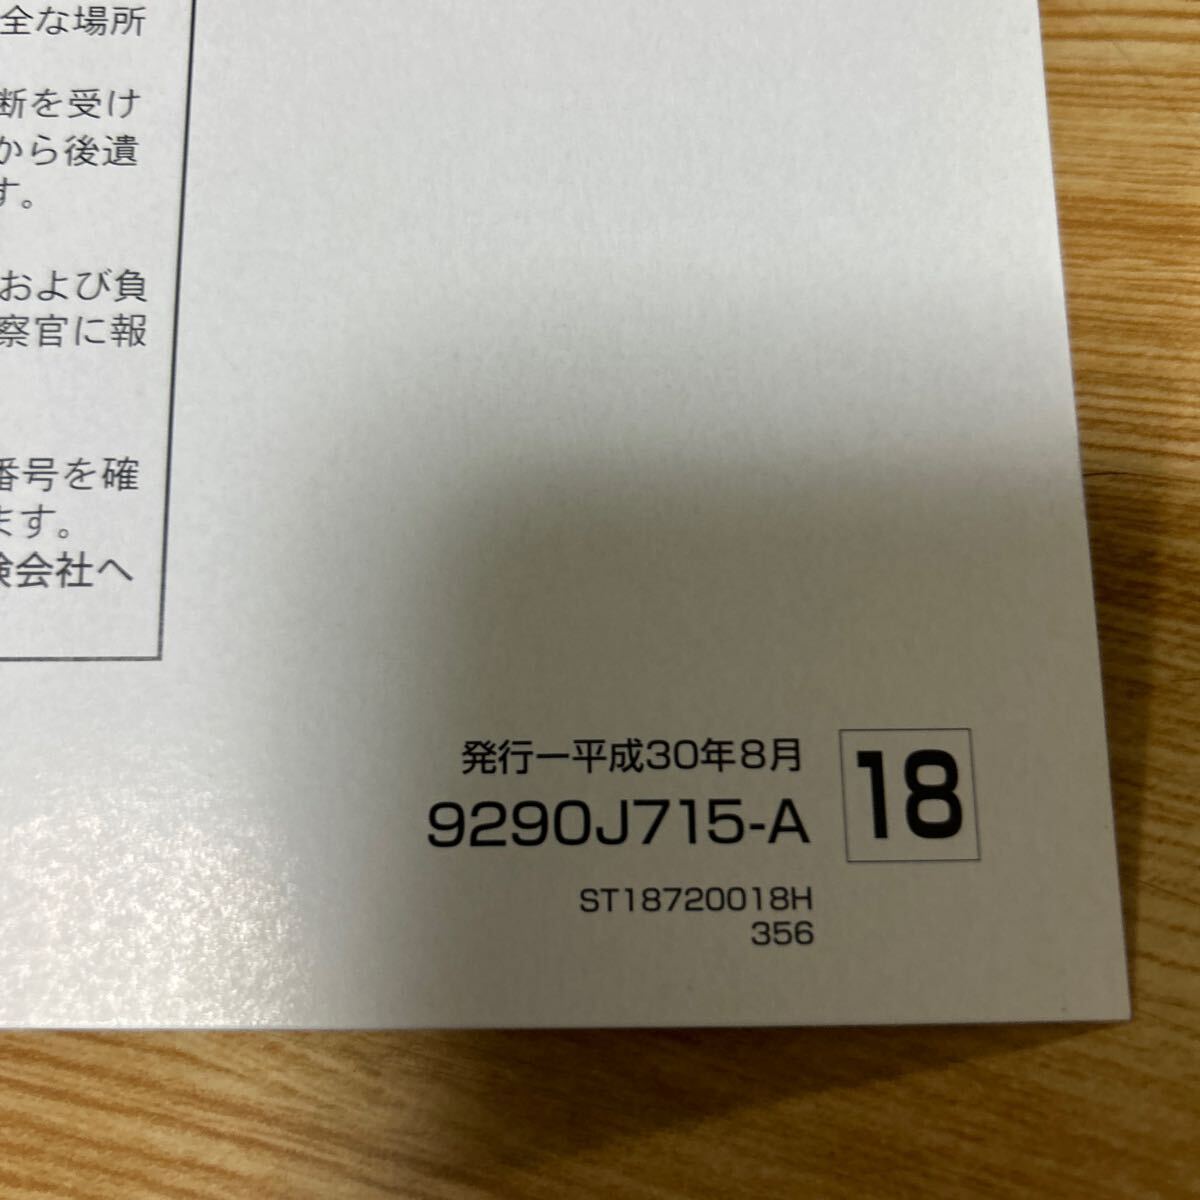 全な場所
断を受け
から後遺
す。
および負
察官に報
番号を確
ます。
険会社へ
発行ー平成30年8月
9290J715-A
18
ST18720018H
356